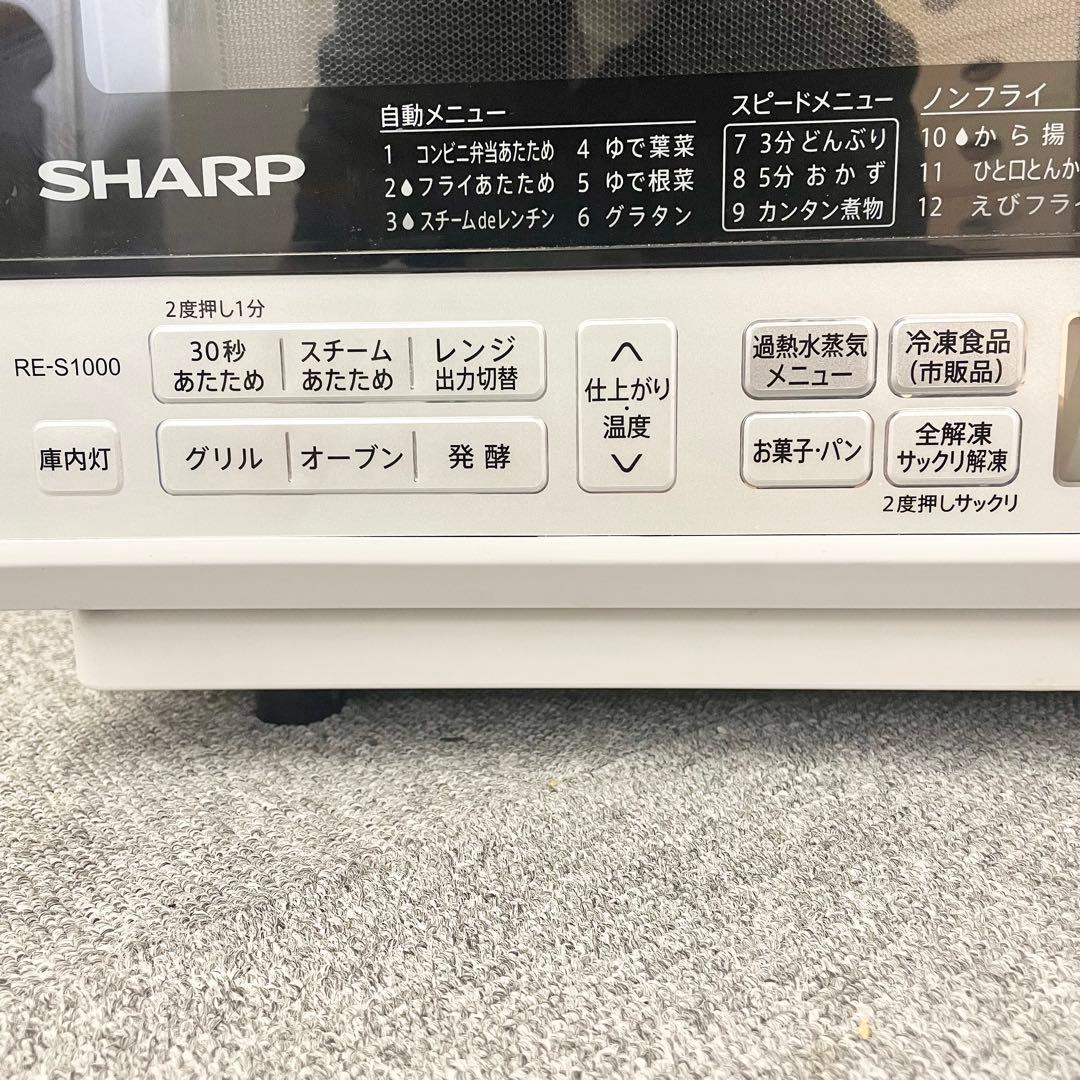 SHARP
自動メニュー
1 コンビニ弁当あたため 4 ゆで葉菜
2 フライあたため 5 ゆで根菜
3 スチームdeレンチン 6 グラタン
スピードメニュー
7 3分どんぶり
8 5分おかず
9 カンタン煮物
ノンフライ
10 から揚
11 ひと口とんか
12 えびフライ
RE-S1000
2度押し1分
30秒
あたため
スチーム
あたため
レンジ
出力切替
庫内灯
グリル
オーブン
発酵
仕上がり
・
温度
過熱水蒸気
メニュー
冷凍食品
(市販品)
お菓子・パン
全解凍
サックリ解凍
2度押しサックリ